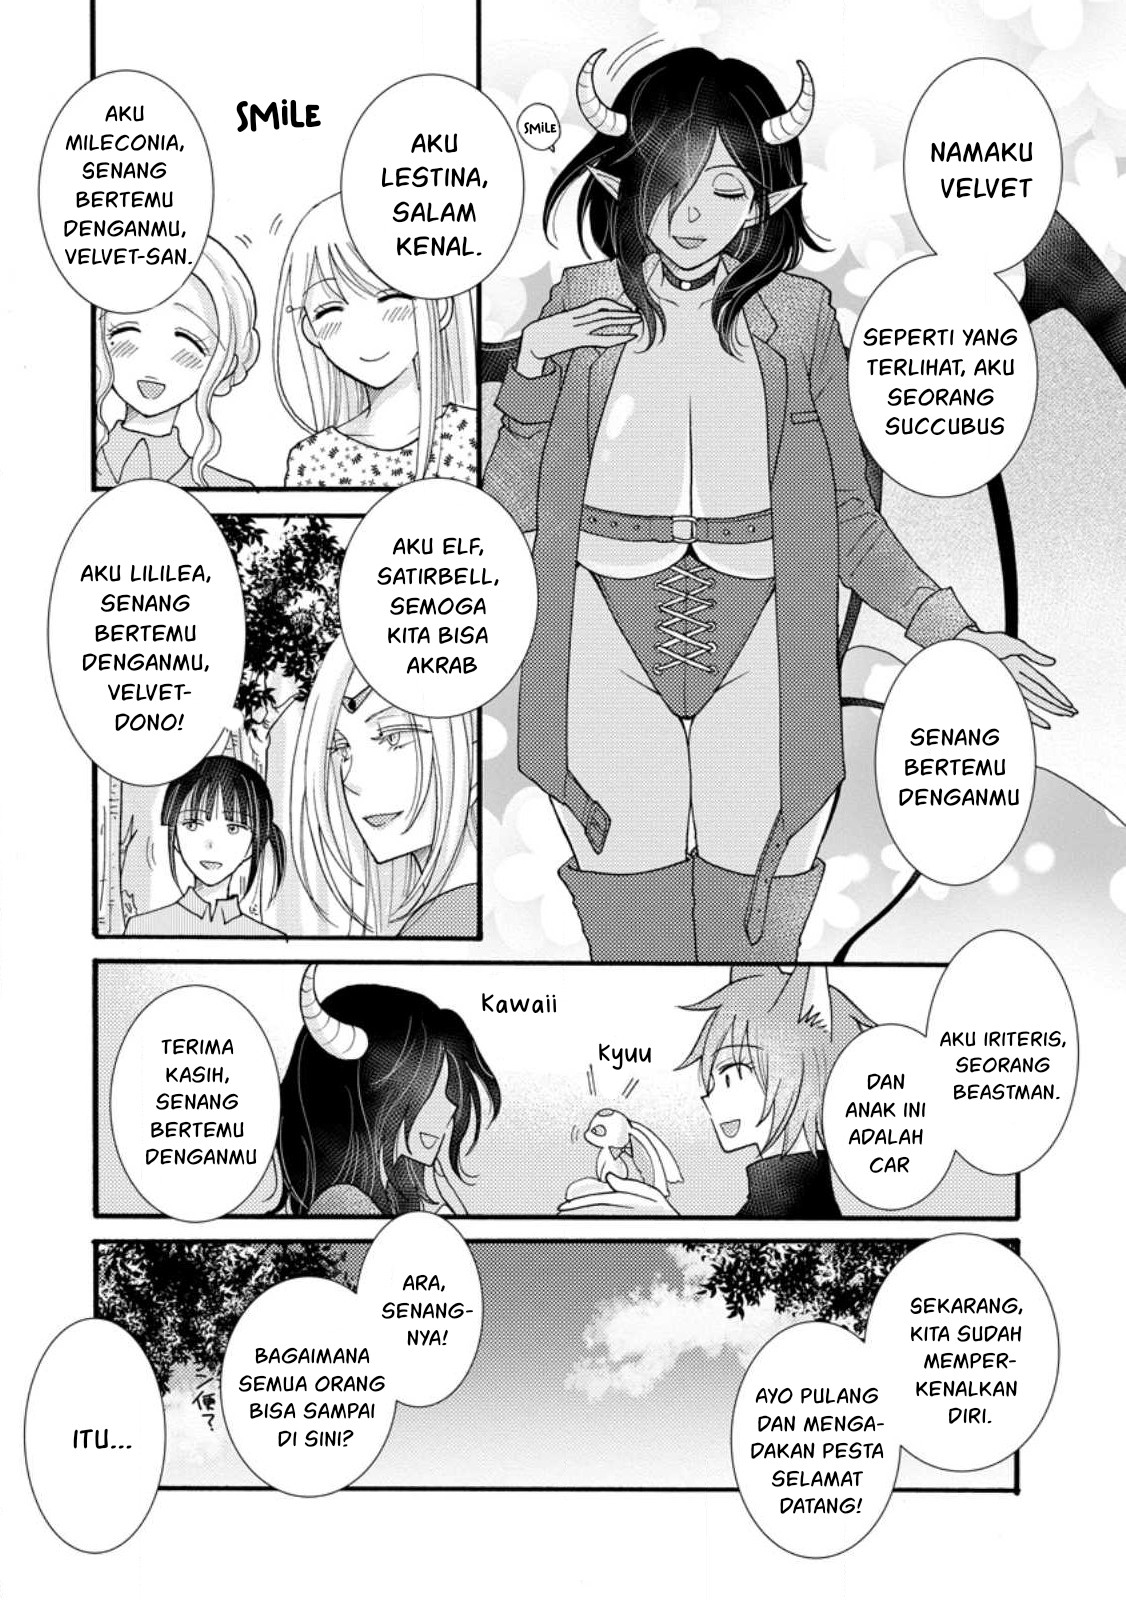 NAMAKU
VELVET
SEPERTI YANG
TERLIHAT, AKU
SEORANG
SUCCUBUS
SMILE
SENANG
BERTEMU
DENGANMU
AKU
LESTINA,
SALAM
KENAL.
SMILE
AKU
MILECONIA,
SENANG
BERTEMU
DENGANMU,
VELVET-SAN.
AKU ELF,
SATIRBELL,
SEMOGA
KITA BISA
AKRAB
AKU LILILEA,
SENANG
BERTEMU
DENGANMU,
VELVET-
DONO!
AKU IRITERIS,
SEORANG
BEASTMAN.
DAN
ANAK INI
ADALAH
CAR
Kyuu
Kawaii
TERIMA
KASIH,
SENANG
BERTEMU
DENGANMU
SEKARANG,
KITA SUDAH
MEMPER-
KENALKAN
DIRI.
AYO PULANG
DAN MENGA-
DAKAN PESTA
SELAMAT
DATANG!
ARA,
SENANG-
NYA!
BAGAIMANA
SEMUA ORANG
BISA SAMPAI
DI SINI?
ン便?
ITU...